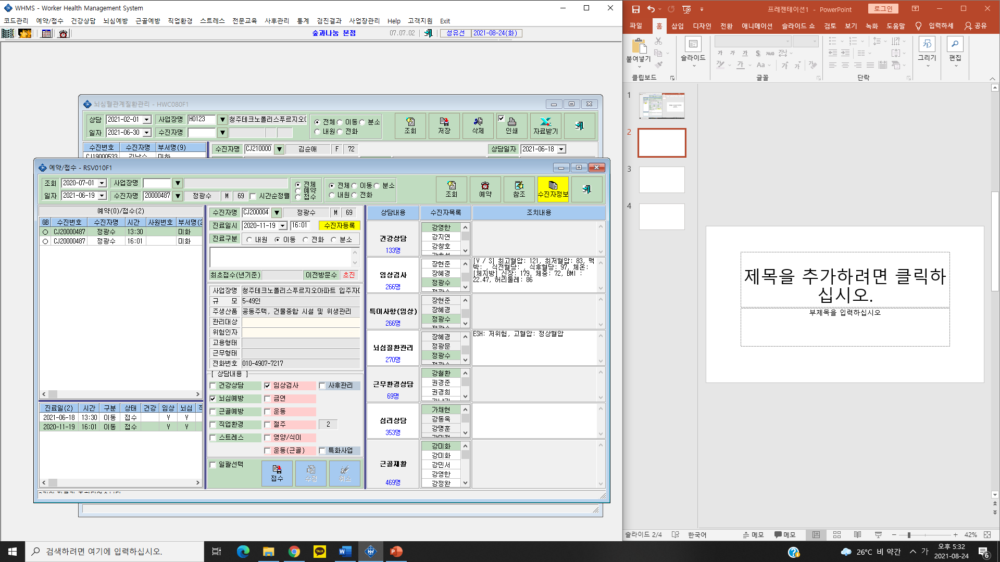 WHMS - Worker Health Management System
코드관리 예약/접수 건강상담 뇌심예방 근골예방 직업환경 스트레스 전문교육 사후관리 통계 검진결과 사업장관리 Help 고객지원 Exit
숲과나눔 본점 07.07.02 성유선 2021-08-24(화)
뇌심혈관계질환관리 - HWC080F1
상담 2021-02-01 사업장명 H0123 청주테크노폴리스푸르지오 전체 이동 분소
일자 2021-06-30 수진자명 내원 전화
조회 저장 삭제 인쇄 자료받기
수진번호 수진자명 부서명(9)
수진자명 CJ210000 김순애 F 72 상담일자 2021-06-18
예약/접수 - RSV010F1
조회 2020-07-01 사업장명 전체 예약 접수 전체 이동 분소
일자 2021-06-19 수진자명 20000487 정광수 M 69 시간순정렬 내원 전화
조회 예약 참조 수진자정보
예약(0)/접수(2)
GB 수진번호 수진자명 시간 사원번호 부서명(2
CJ20000487 정광수 13:30 미화
CJ20000487 정광수 16:01 미화
진료일(2) 시간 구분 상태 건강 임상 뇌심
2021-06-18 13:30 이동 접수 Y Y
2020-11-19 16:01 이동 접수 Y Y
수진자명 CJ200004 정광수 M 69
진료일시 2020-11-19 16:01 수진자등록
진료구분 내원 이동 전화 분소
최초접수(년기준) 이전방문수 초진
사업장명 청주테크노폴리스푸르지오아파트 입주자
규 모 5~49인
주생산품 공동주택, 건물종합 시설 및 위생관리
관리대상
위험인자
고용형태
근무형태
전화번호 010-4907-7217
[ 상담내용 ]
건강상담 임상검사 사후관리
뇌심예방 금연
근골예방 운동
직업환경 절주 2
스트레스 영양/식이
운동(근골) 특화사업
일괄선택 접수 수정 취소
상담내용 수진자목록 조치내용
건강상담
133명
강영한
강지연
강창호
임상검사
266명
장현준
장혜경
정광수
[V / S] 최고혈압: 121, 최저혈압: 83, 맥
박: , 식전혈당: , 식후혈당: 97, 체온:
[체지방] 신장: 179, 체중: 72, BMI :
22.47, 허리둘레: 86
특이사항(임상)
266명
장현준
장혜경
정광수
뇌심질환관리
270명
장혜경
정광문
정광수
ESH: 저위험, 고혈압: 정상혈압
근무환경상담
69명
강철환
권경준
권경희
심리상담
353명
가채현
강동욱
강명훈
근골재활
469명
강미화
강미화
강민서
강영한
강정완
프레젠테이션1 - PowerPoint 로그인
파일 홈 삽입 디자인 전환 애니메이션 슬라이드 쇼 검토 보기 녹화 도움말 입력하세 공유
붙여넣기 슬라이드 그리기 편집
클립보드 글꼴 단락
1
2
3
4
제목을 추가하려면 클릭하
십시오.
부제목을 입력하십시오
슬라이드 2/4 한국어 메모 메모 42%
검색하려면 여기에 입력하십시오.
26°C 비 약간 가 오후 5:32
2021-08-24
6